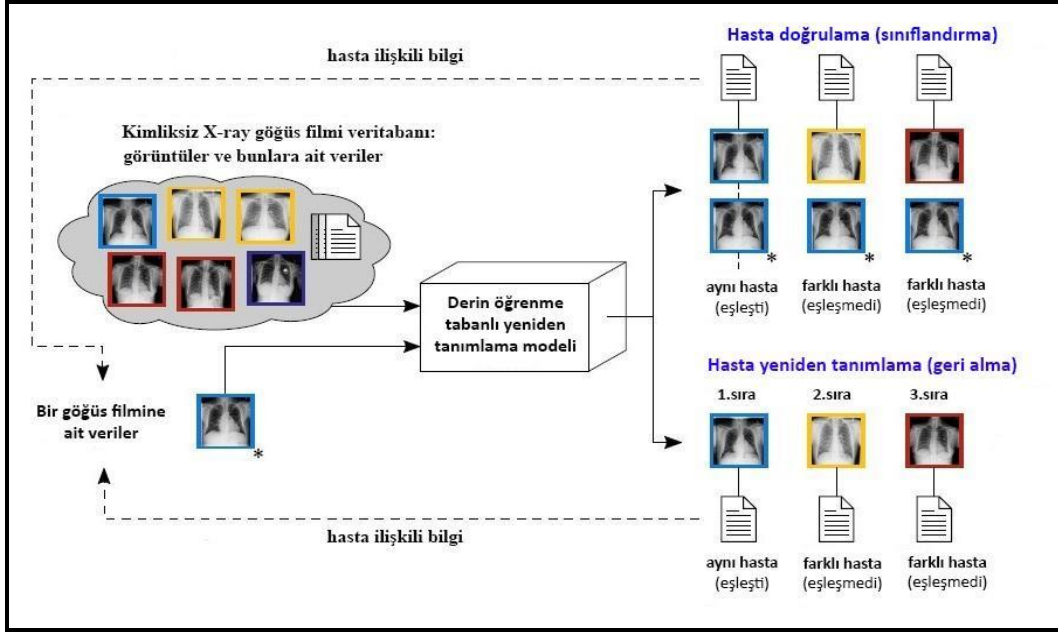 Hasta doğrulama (sınıflandırma)
hasta ilişkili bilgi
Kimliksiz X-ray göğüs filmi veritabanı:
görüntüler ve bunlara ait veriler
*
*
*
aynı hasta
(eşleşti)
farklı hasta
(eşleşmedi)
farklı hasta
(eşleşmedi)
Derin öğrenme
tabanlı yeniden
tanımlama modeli
Hasta yeniden tanımlama (geri alma)
1.sıra
2.sıra
3.sıra
Bir göğüs filmine
ait veriler
*
hasta ilişkili bilgi
aynı hasta
(eşleşti)
farklı hasta
(eşleşmedi)
farklı hasta
(eşleşmedi)